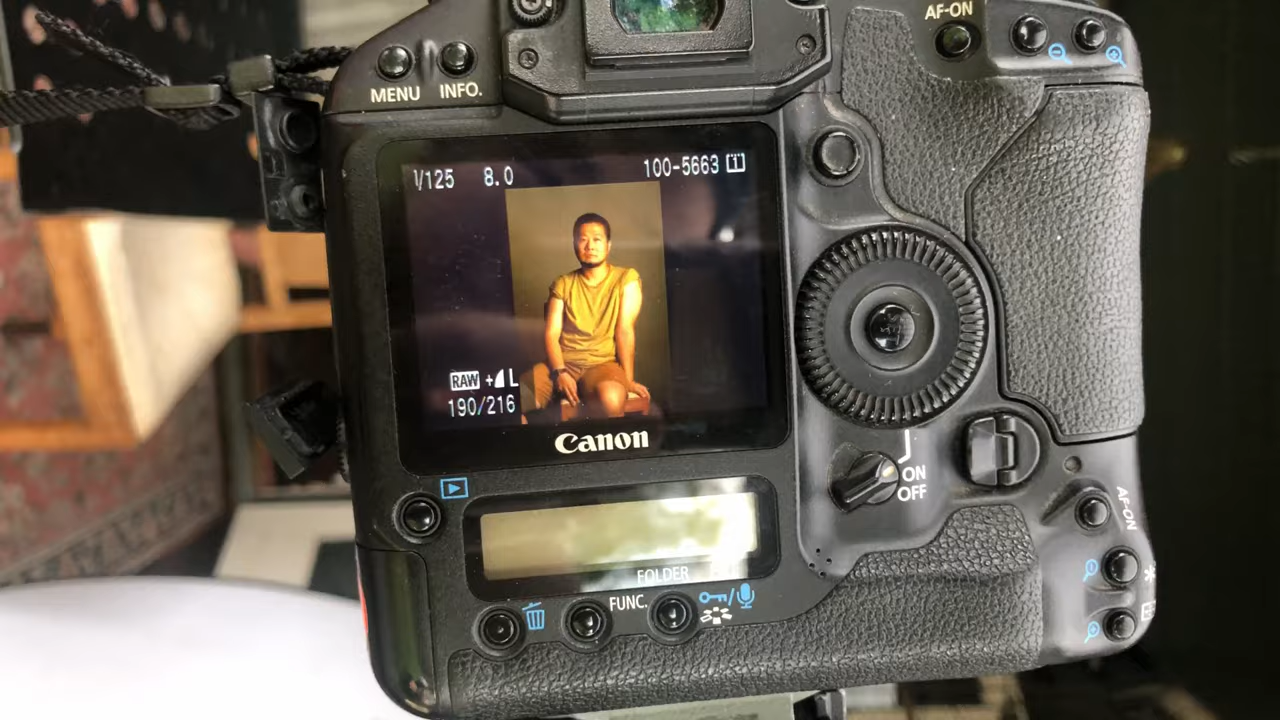 AF-ON
MENU INFO.
1/125 8.0 100-5663 1
RAW + L
190/216
Canon
ON
OFF
AF-ON
FOLDER
FUNC.